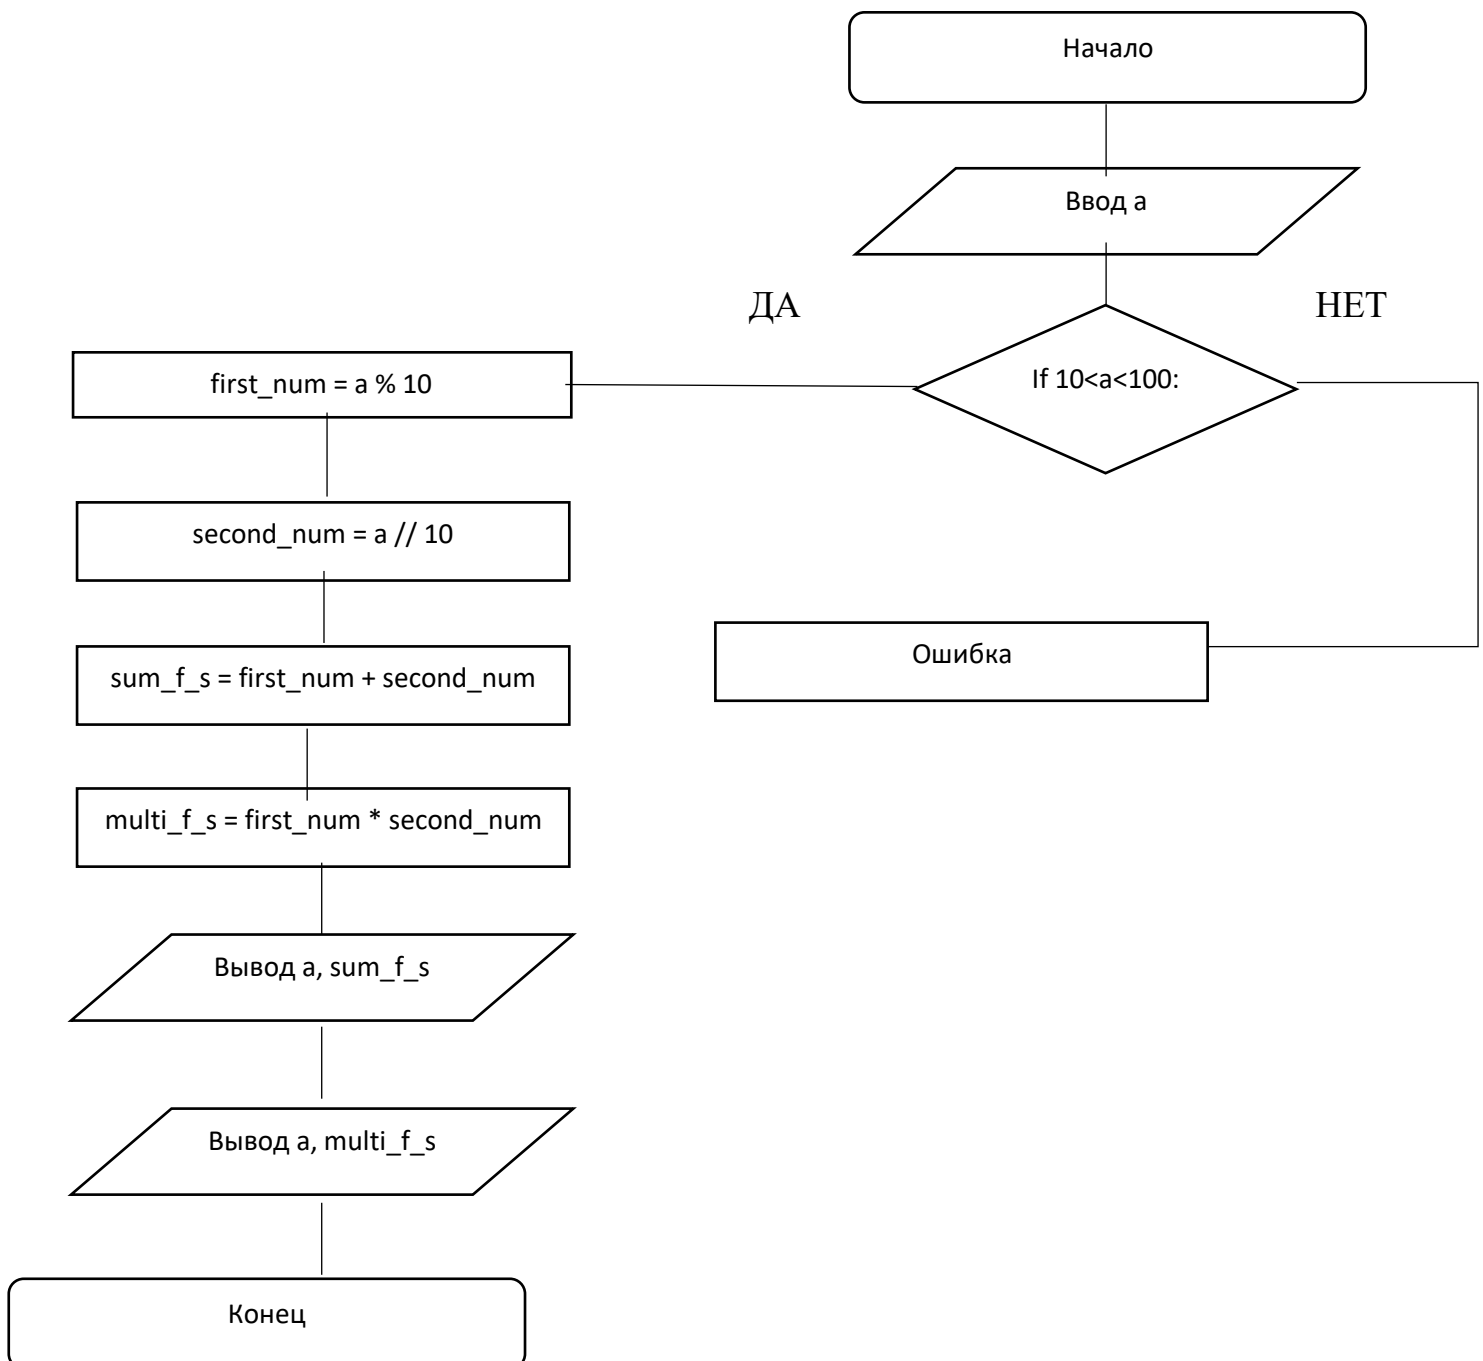 Начало
Ввод a
ДА
НЕТ
If 10<a<100:
first_num = a % 10
second_num = a // 10
Ошибка
sum_f_s = first_num + second_num
multi_f_s = first_num * second_num
Вывод a, sum_f_s
Вывод a, multi_f_s
Конец